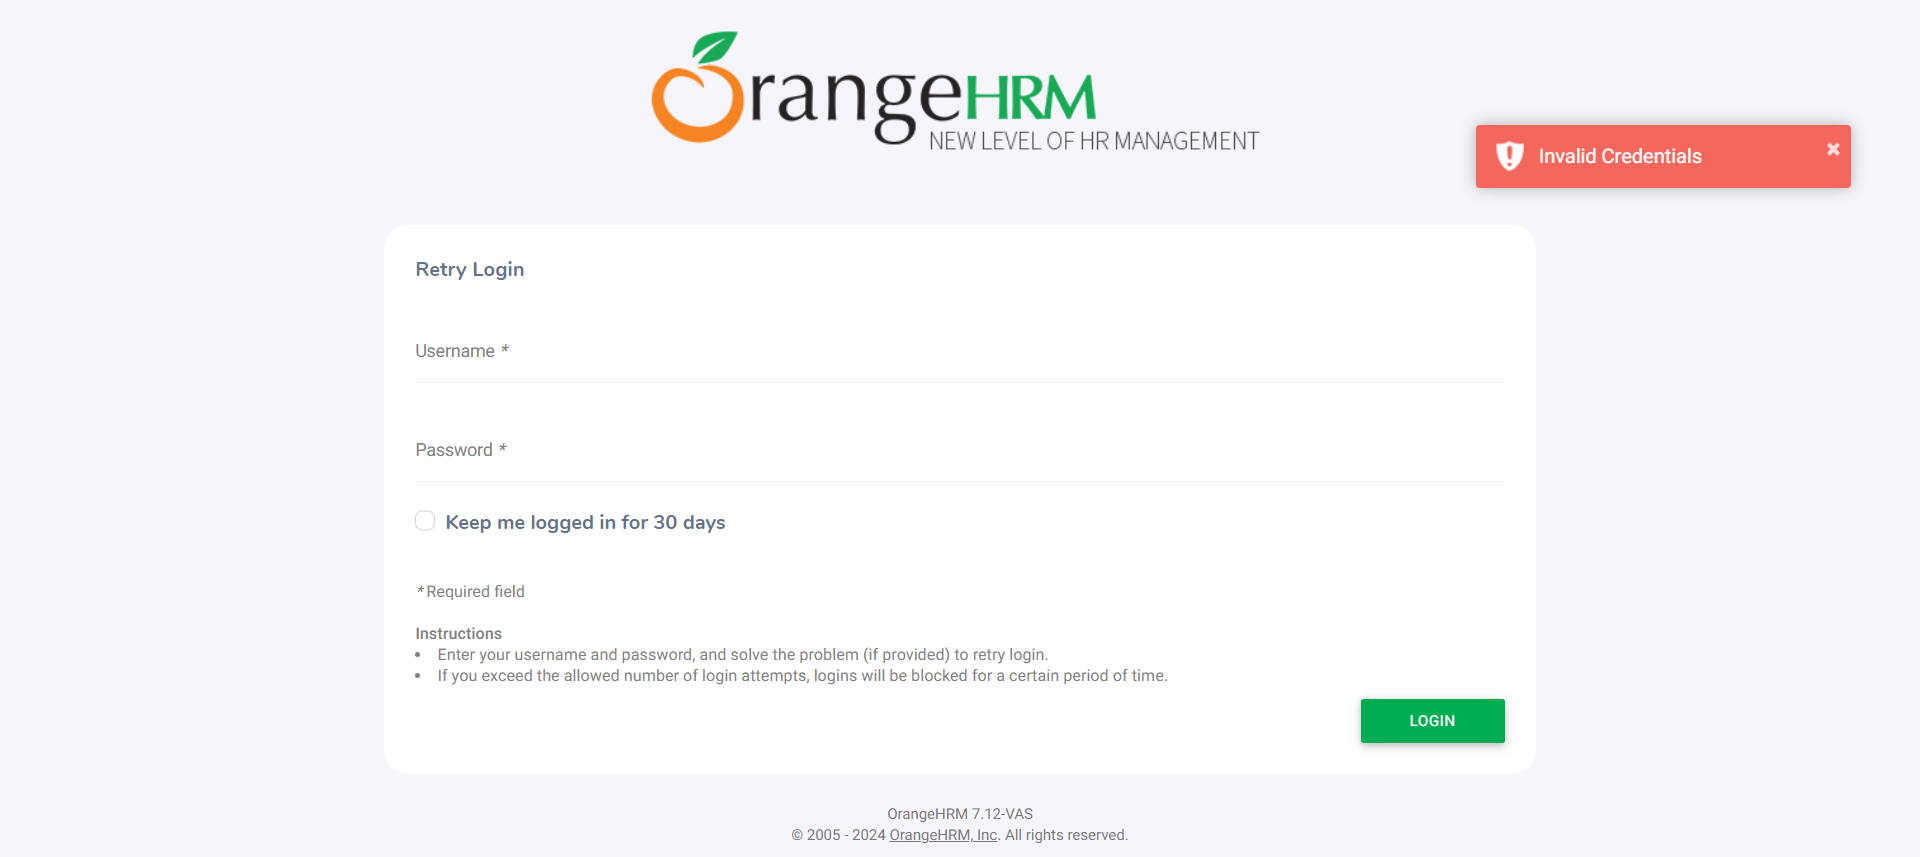 OrangeHRM
NEW LEVEL OF HR MANAGEMENT
Invalid Credentials
Retry Login
Username *
Password *
Keep me logged in for 30 days
* Required field
Instructions
• Enter your username and password, and solve the problem (if provided) to retry login.
• If you exceed the allowed number of login attempts, logins will be blocked for a certain period of time.
LOGIN
OrangeHRM 7.12-VAS
© 2005 - 2024 OrangeHRM, Inc. All rights reserved.